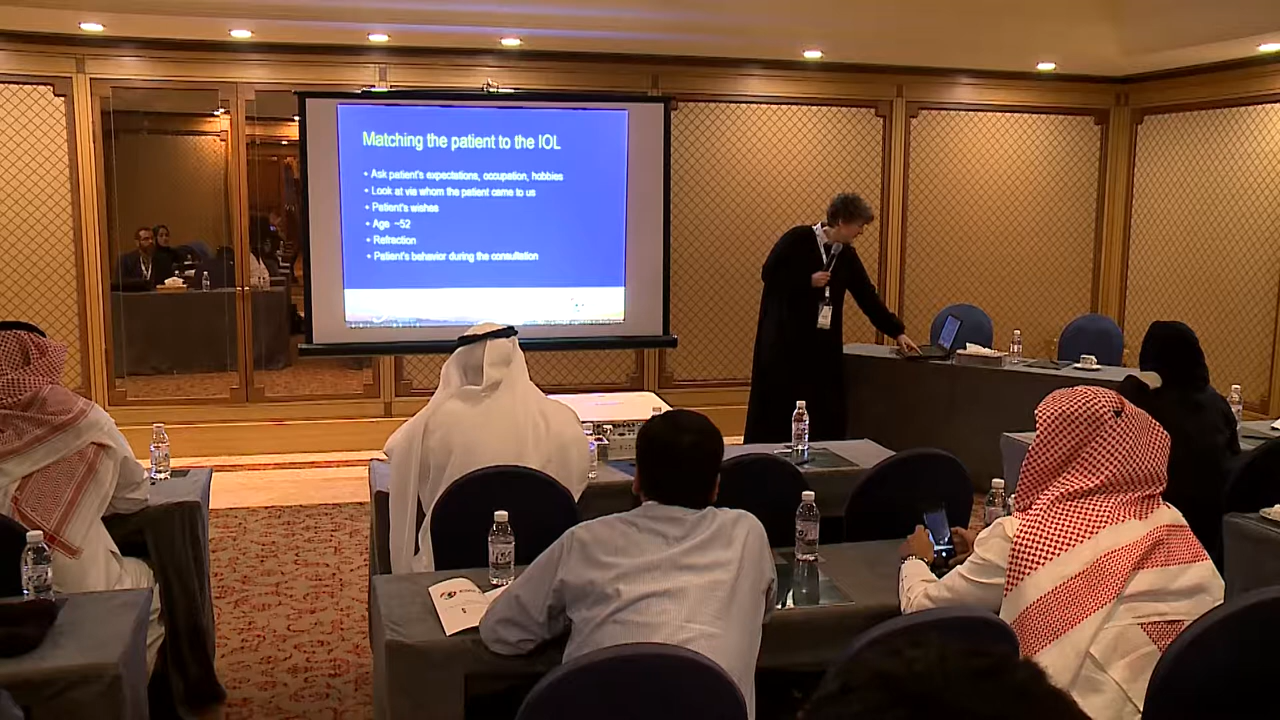 Matching the patient to the IOL
• Ask patient's expectations, occupation, hobbies
• Look at via whom the patient came to us
• Patient's wishes
• Age ~52
• Refraction
• Patient's behavior during the consultation